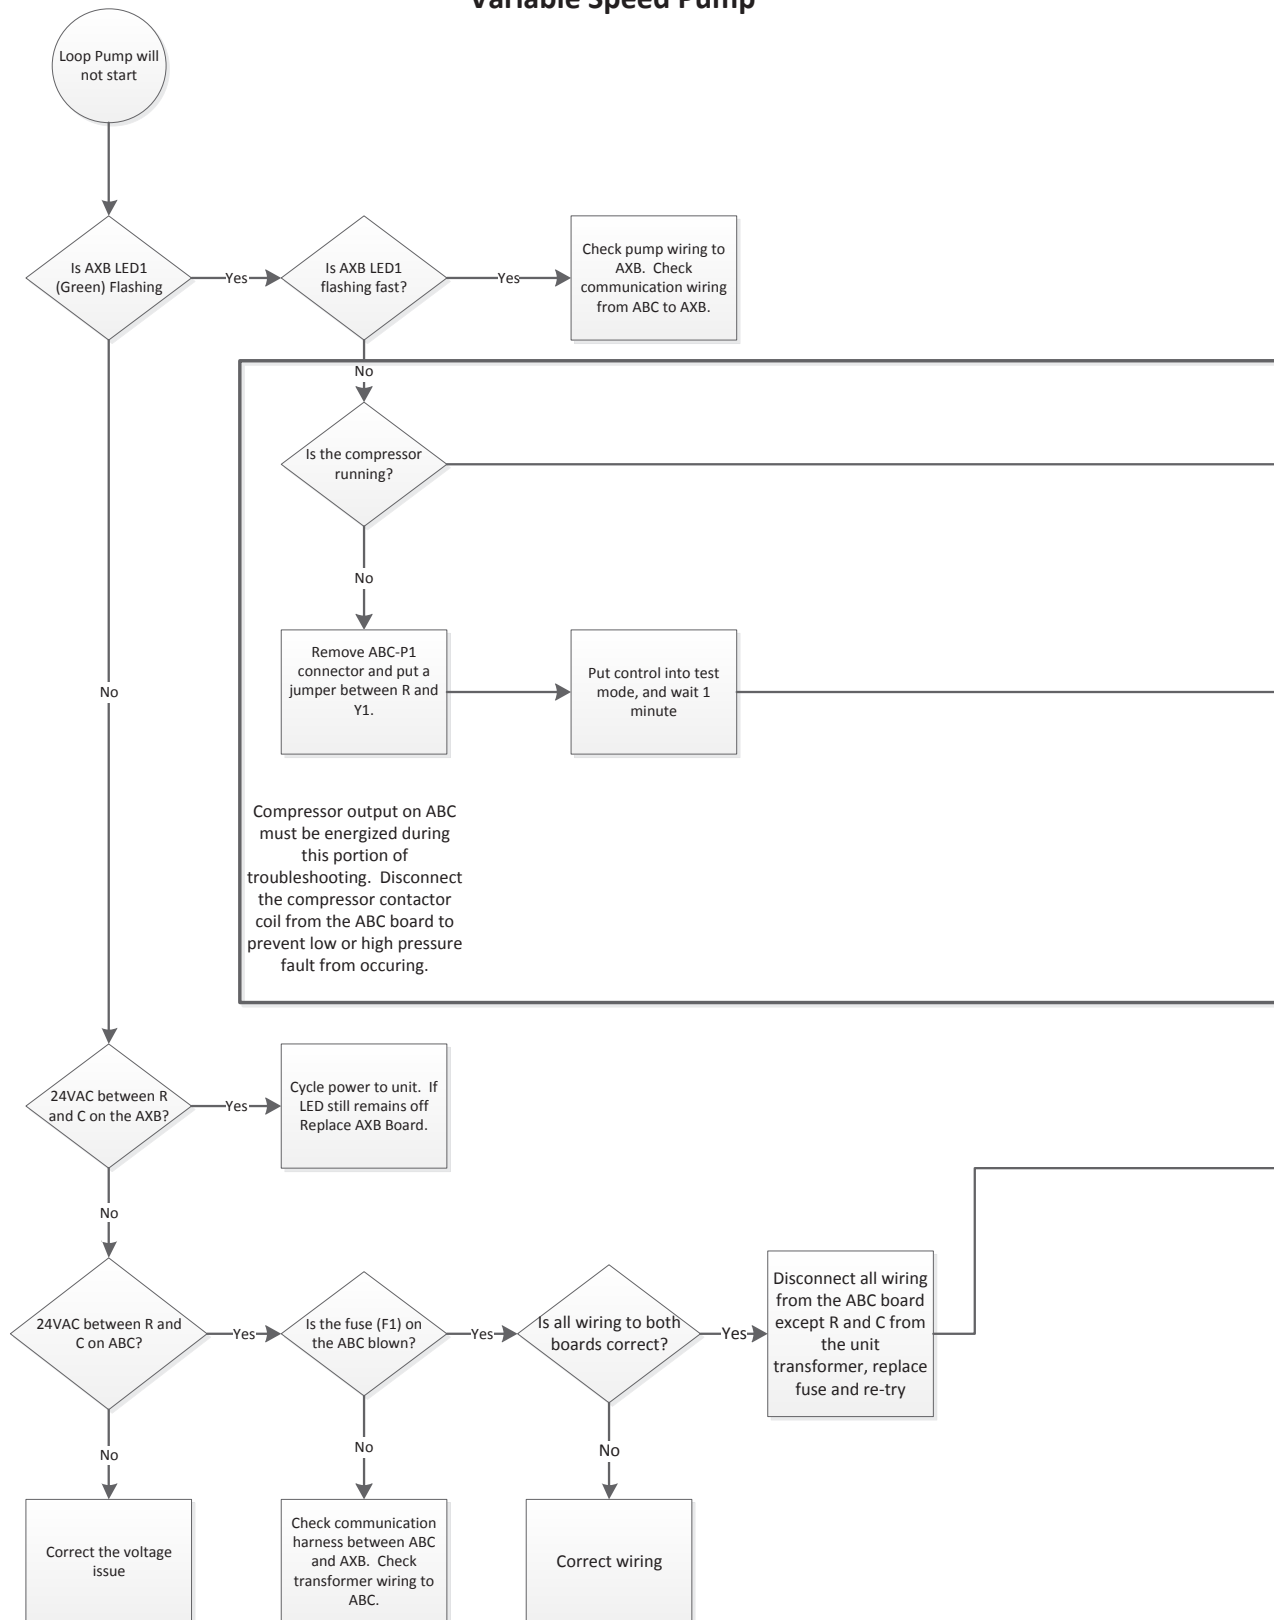 Variable Speed Pump
Loop Pump will
not start
Is AXB LED1
(Green) Flashing
Yes
Is AXB LED1
flashing fast?
Yes
Check pump wiring to
AXB.  Check
communication wiring
from ABC to AXB.
No
Is the compressor
running?
No
Remove ABC-P1
connector and put a
jumper between R and
Y1.
Put control into test
mode, and wait 1
minute
No
Compressor output on ABC
must be energized during
this portion of
troubleshooting.  Disconnect
the compressor contactor
coil from the ABC board to
prevent low or high pressure
fault from occuring.
24VAC between R
and C on the AXB?
Yes
Cycle power to unit.  If
LED still remains off
Replace AXB Board.
No
24VAC between R and
C on ABC?
Yes
Is the fuse (F1) on
the ABC blown?
Yes
Is all wiring to both
boards correct?
Yes
Disconnect all wiring
from the ABC board
except R and C from
the unit
transformer, replace
fuse and re-try
No
No
No
Correct the voltage
issue
Check communication
harness between ABC
and AXB.  Check
transformer wiring to
ABC.
Correct wiring